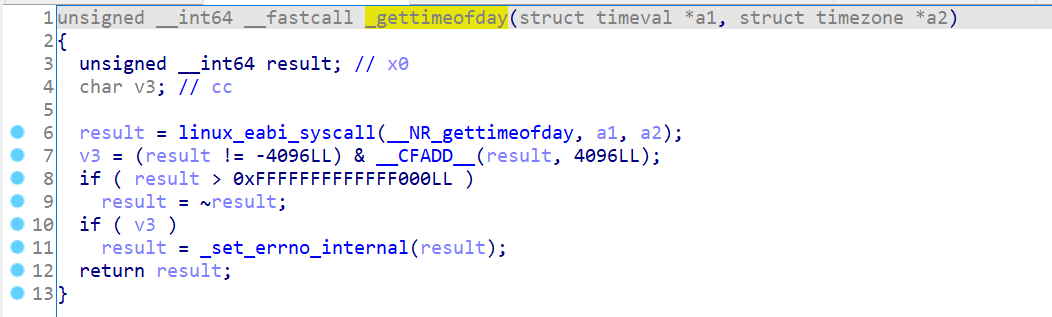 1 unsigned __int64 __fastcall _gettimeofday(struct timeval *a1, struct timezone *a2)
2 {
3   unsigned __int64 result; // x0
4   char v3; // cc
5
6   result = linux_eabi_syscall(__NR_gettimeofday, a1, a2);
7   v3 = (result != -4096LL) & __CFADD__(result, 4096LL);
8   if ( result > 0xFFFFFFFFFFFFF000LL )
9     result = ~result;
10   if ( v3 )
11     result = _set_errno_internal(result);
12   return result;
13 }